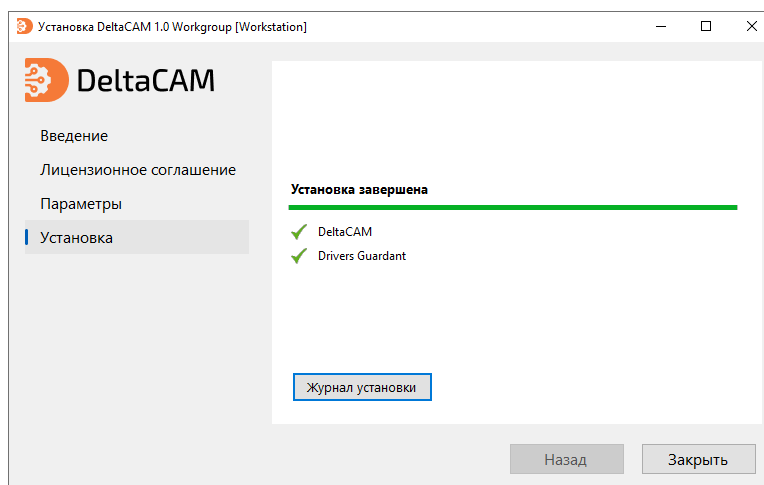 Установка DeltaCAM 1.0 Workgroup [Workstation]
DeltaCAM
Введение
Лицензионное соглашение
Параметры
Установка
Установка завершена
DeltaCAM
Drivers Guardant
Журнал установки
Назад
Закрыть